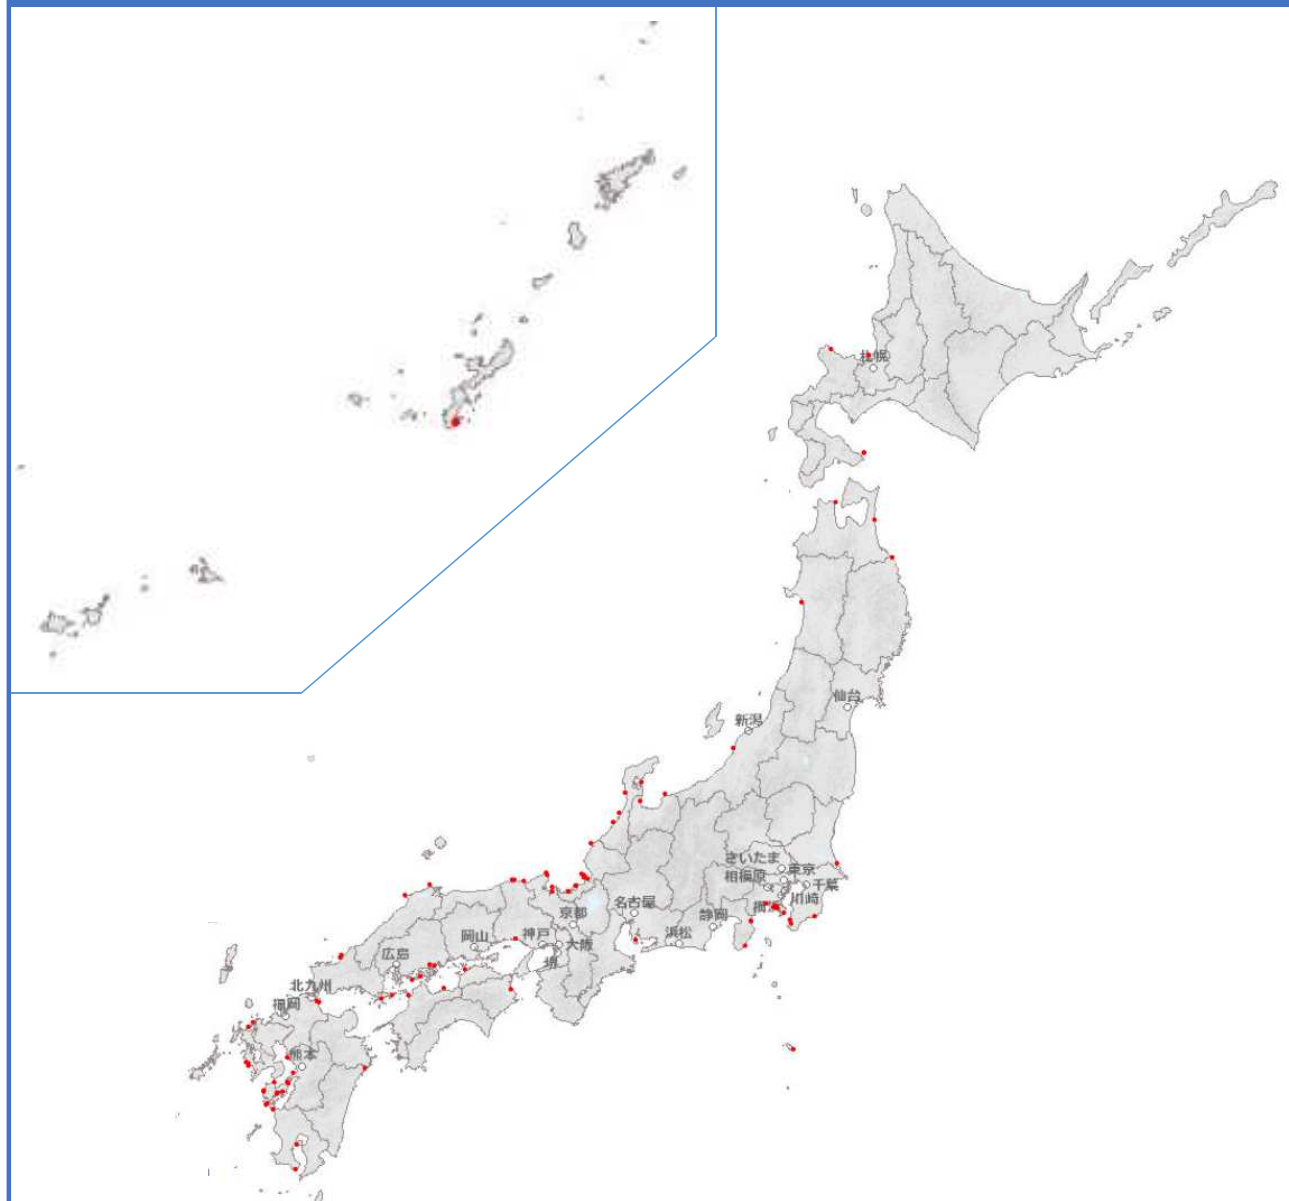 札幌
仙台
新潟
さいたま
東京
相模原
千葉
川崎
名古屋
静岡
京都
浜松
岡山
神戸
大阪
広島
堺
北九州
福岡
熊本